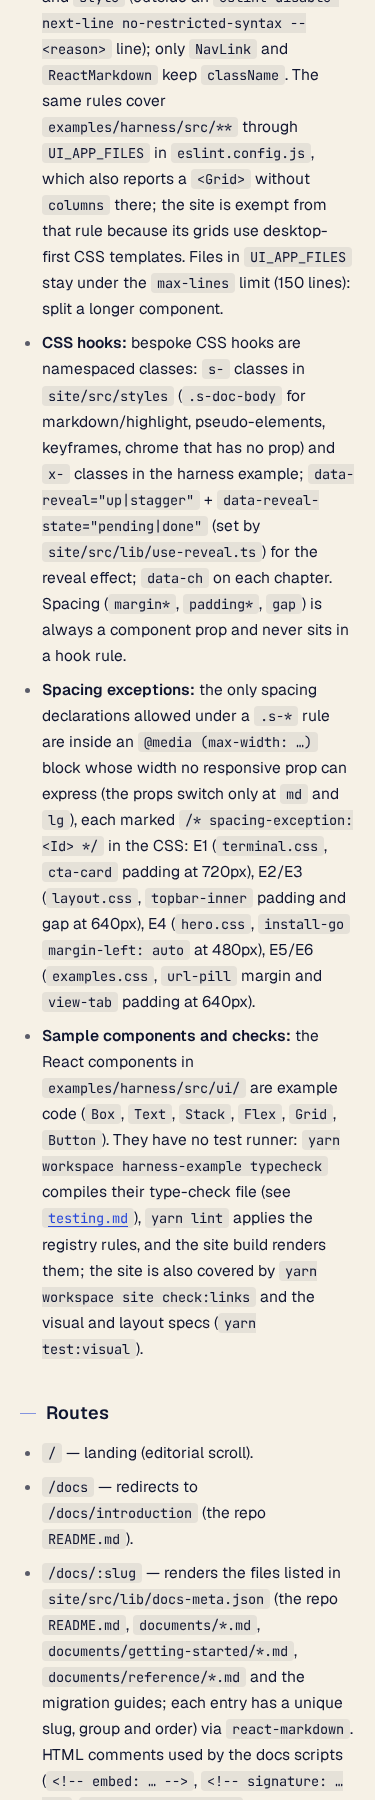 and style (outside an eslint-disable-
next-line no-restricted-syntax --
<reason> line); only NavLink and
ReactMarkdown keep className. The
same rules cover
examples/harness/src/** through
UI_APP_FILES in eslint.config.js,
which also reports a <Grid> without
columns there; the site is exempt from
that rule because its grids use desktop-
first CSS templates. Files in UI_APP_FILES
stay under the max-lines limit (150 lines):
split a longer component.
• CSS hooks: bespoke CSS hooks are
namespaced classes: s- classes in
site/src/styles (.s-doc-body for
markdown/highlight, pseudo-elements,
keyframes, chrome that has no prop) and
x- classes in the harness example; data-
reveal="up|stagger" + data-reveal-
state="pending|done" (set by
site/src/lib/use-reveal.ts) for the
reveal effect; data-ch on each chapter.
Spacing (margin*, padding*, gap) is
always a component prop and never sits in
a hook rule.
• Spacing exceptions: the only spacing
declarations allowed under a .s-* rule
are inside an @media (max-width: …)
block whose width no responsive prop can
express (the props switch only at md and
lg), each marked /* spacing-exception:
<Id> */ in the CSS: E1 (terminal.css,
cta-card padding at 720px), E2/E3
(layout.css, topbar-inner padding and
gap at 640px), E4 (hero.css, install-go
margin-left: auto at 480px), E5/E6
(examples.css, url-pill margin and
view-tab padding at 640px).
• Sample components and checks: the
React components in
examples/harness/src/ui/ are example
code (Box, Text, Stack, Flex, Grid,
Button). They have no test runner: yarn
workspace harness-example typecheck
compiles their type-check file (see
testing.md), yarn lint applies the
registry rules, and the site build renders
them; the site is also covered by yarn
workspace site check:links and the
visual and layout specs (yarn
test:visual).
— Routes
• / — landing (editorial scroll).
• /docs — redirects to
/docs/introduction (the repo
README.md).
• /docs/:slug — renders the files listed in
site/src/lib/docs-meta.json (the repo
README.md, documents/*.md,
documents/getting-started/*.md,
documents/reference/*.md and the
migration guides; each entry has a unique
slug, group and order) via react-markdown.
HTML comments used by the docs scripts
(<!-- embed: … -->, <!-- signature: …